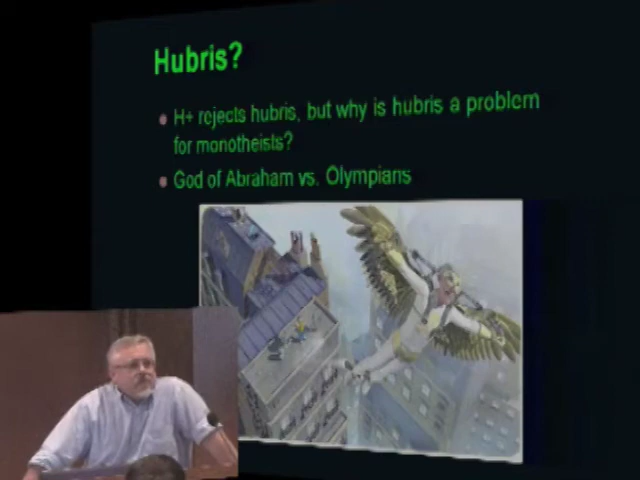 Hubris?
H+ rejects hubris, but why is hubris a problem
for monotheists?
God of Abraham vs. Olympians